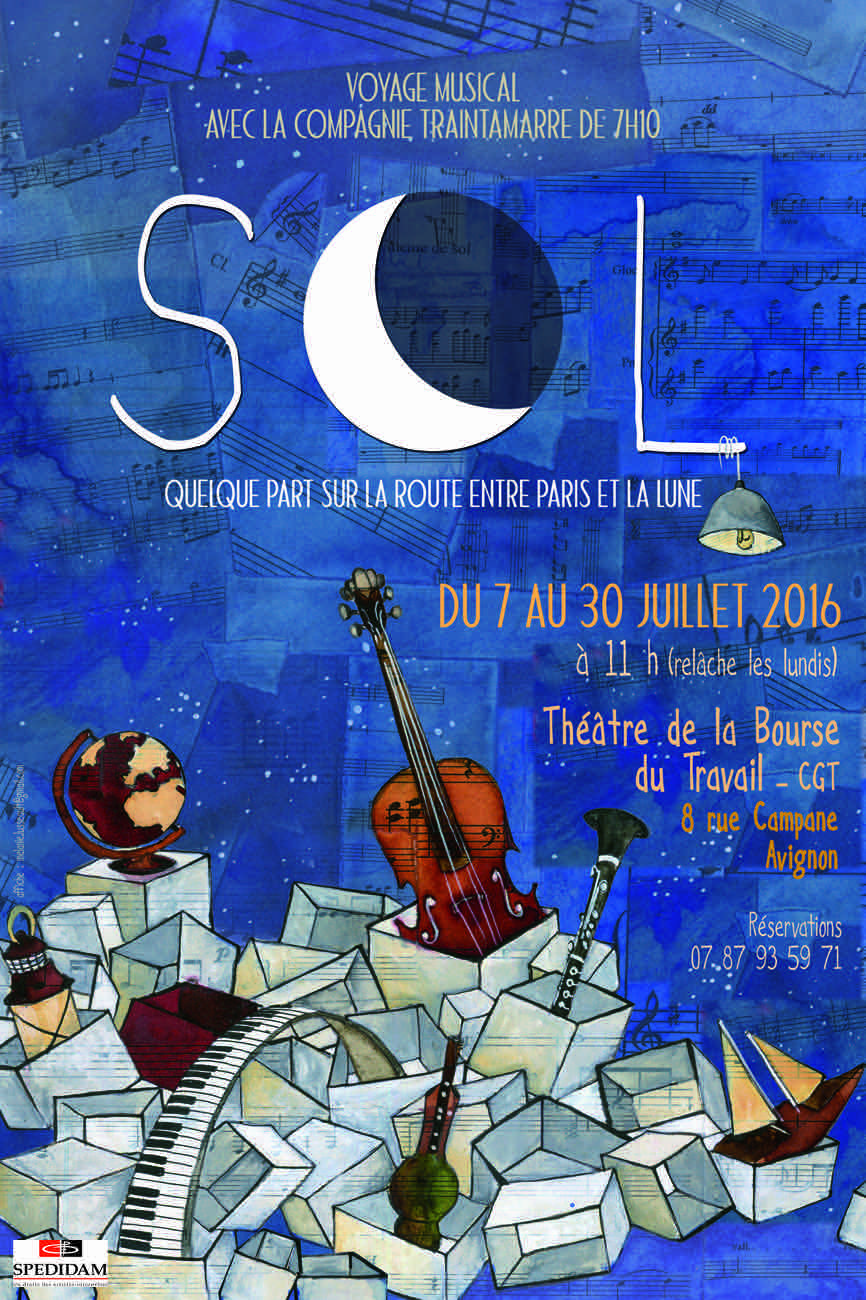 VOYAGE MUSICAL
AVEC LA COMPAGNIE TRAINTAMARRE DE 7H10
SOL
QUELQUE PART SUR LA ROUTE ENTRE PARIS ET LA LUNE
DU 7 AU 30 JUILLET 2016
à 11 h (relâche les lundis)
Théâtre de la Bourse
du Travail - CGT
8 rue Campane
Avignon
Réservations
07 87 93 59 71
affiche :
SPEDIDAM